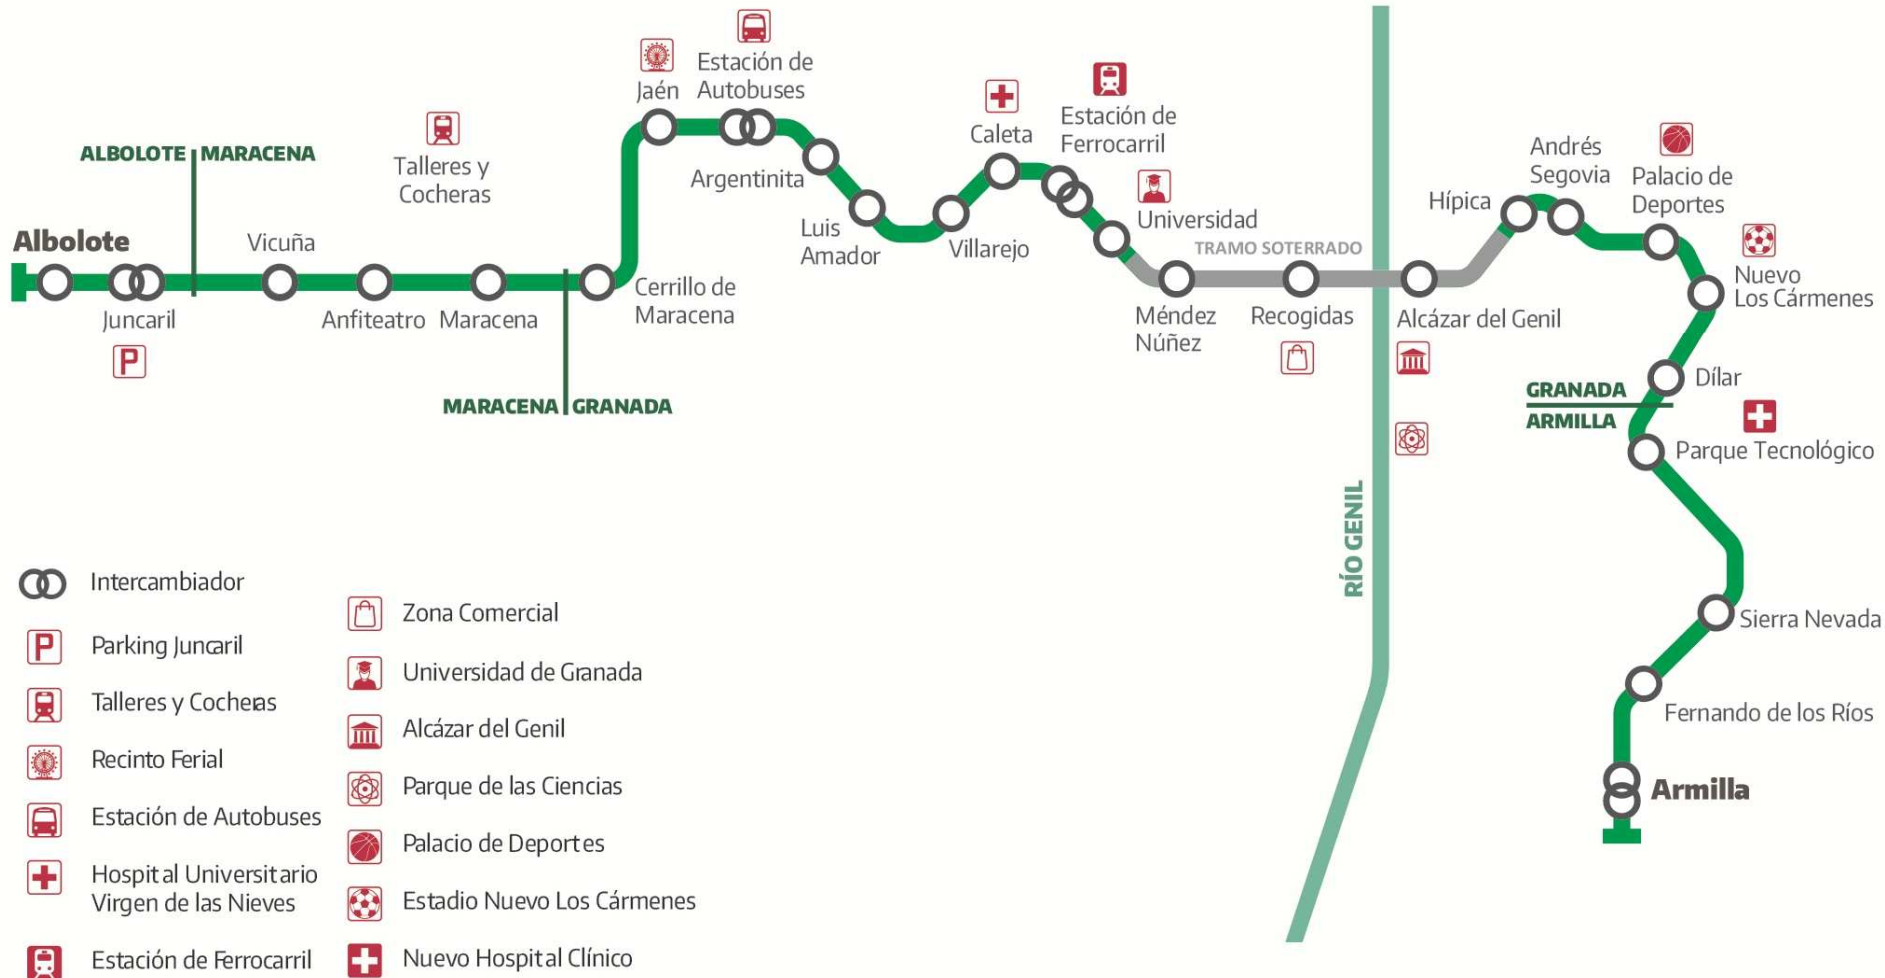 Estación de
Autobuses
Jaén
Estación de
Ferrocarril
Caleta
Andrés
Segovia
Palacio de
Deportes
ALBOLOTE
MARACENA
Talleres y
Cocheras
Argentinita
Hípica
Universidad
Albolote
Vicuña
Luis
Amador
Villarejo
TRAMO SOTERRADO
Nuevo
Los Cármenes
Juncaril
P
Anfiteatro
Maracena
Cerrillo de
Maracena
Méndez
Núñez
Recogidas
Alcázar del Genil
Dílar
MARACENA
GRANADA
GRANADA
ARMILLA
Parque Tecnológico
RÍO GENIL
Sierra Nevada
Fernando de los Ríos
Armilla
Intercambiador
P
Parking Juncaril
Talleres y Cocheras
Recinto Ferial
Estación de Autobuses
Hospital Universitario
Virgen de las Nieves
Estación de Ferrocarril
Zona Comercial
Universidad de Granada
Alcázar del Genil
Parque de las Ciencias
Palacio de Deportes
Estadio Nuevo Los Cármenes
Nuevo Hospital Clínico